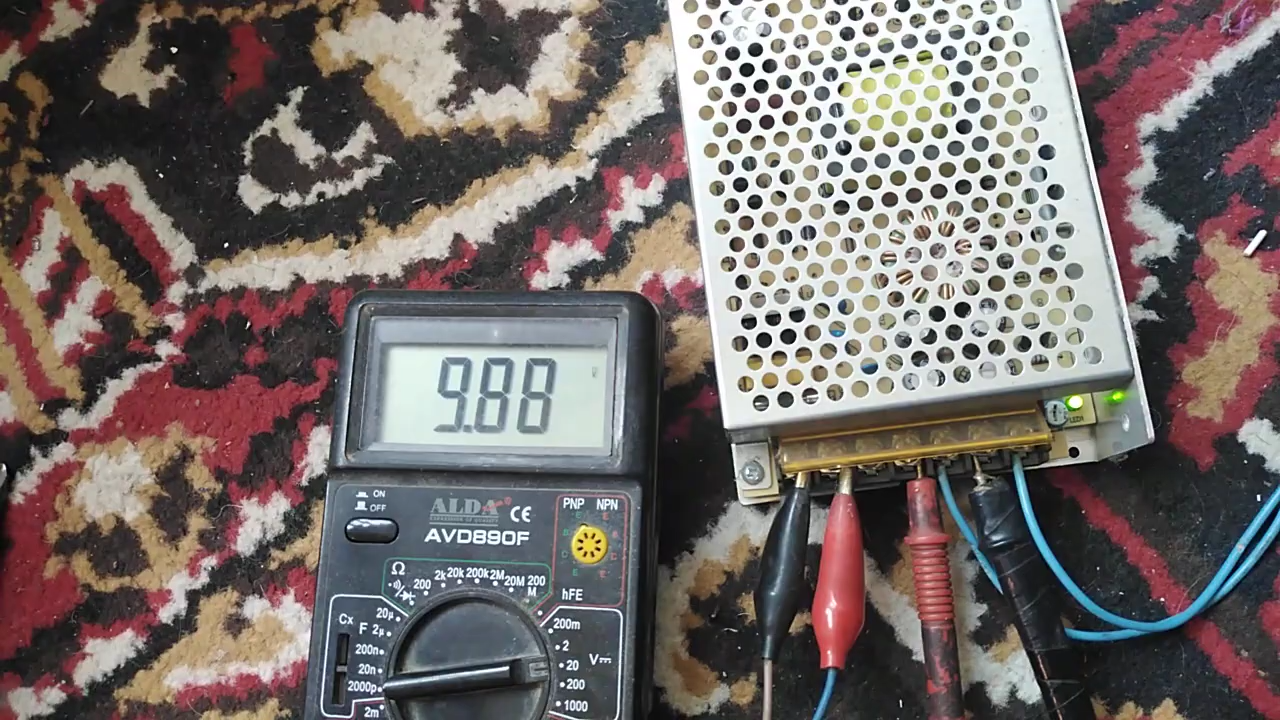 9.88
ON
OFF
ALDA
CE
AVD890F
PNP NPN
hFE
Ω
200 2k 20k 200k 2M 20M 200M
Cx F
20µ
2µ
200n
20n
2000p
2m
200m
2
20
200
1000
V